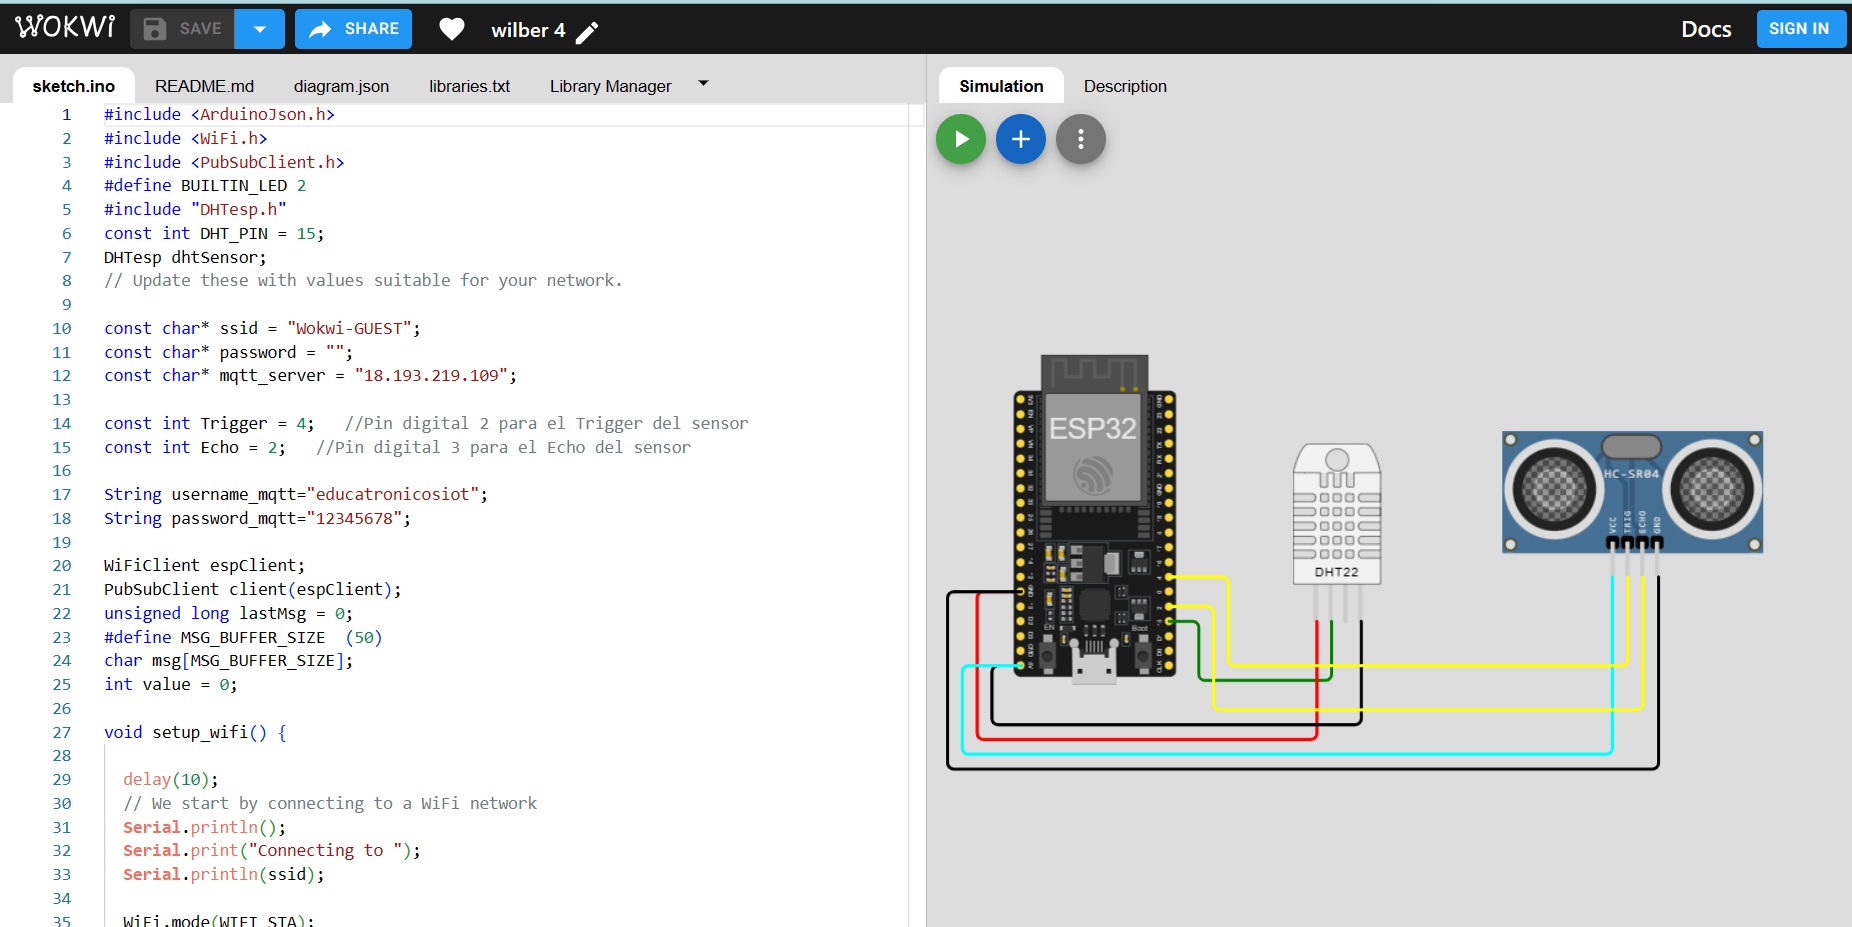 WOKWI
SAVE
SHARE
wilber 4
Docs
SIGN IN
sketch.ino
README.md
diagram.json
libraries.txt
Library Manager
1 #include <ArduinoJson.h>
2 #include <WiFi.h>
3 #include <PubSubClient.h>
4 #define BUILTIN_LED 2
5 #include "DHTesp.h"
6 const int DHT_PIN = 15;
7 DHTesp dhtSensor;
8 // Update these with values suitable for your network.
9
10 const char* ssid = "Wokwi-GUEST";
11 const char* password = "";
12 const char* mqtt_server = "18.193.219.109";
13
14 const int Trigger = 4;   //Pin digital 2 para el Trigger del sensor
15 const int Echo = 2;   //Pin digital 3 para el Echo del sensor
16
17 String username_mqtt="educatronicosiot";
18 String password_mqtt="12345678";
19
20 WiFiClient espClient;
21 PubSubClient client(espClient);
22 unsigned long lastMsg = 0;
23 #define MSG_BUFFER_SIZE  (50)
24 char msg[MSG_BUFFER_SIZE];
25 int value = 0;
26
27 void setup_wifi() {
28
29   delay(10);
30   // We start by connecting to a WiFi network
31   Serial.println();
32   Serial.print("Connecting to ");
33   Serial.println(ssid);
34
35   WiFi.mode(WIFI_STA);
Simulation
Description
ESP32
EN
Boot
DHT22
HC-SR04
VCC
TRIG
ECHO
GND